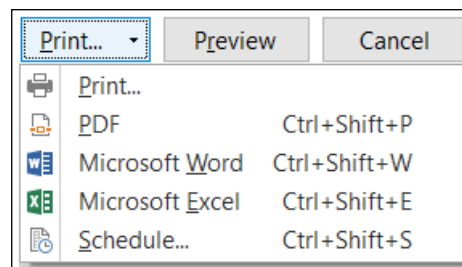 Print... Preview Cancel
Print...
PDF Ctrl+Shift+P
Microsoft Word Ctrl+Shift+W
Microsoft Excel Ctrl+Shift+E
Schedule... Ctrl+Shift+S